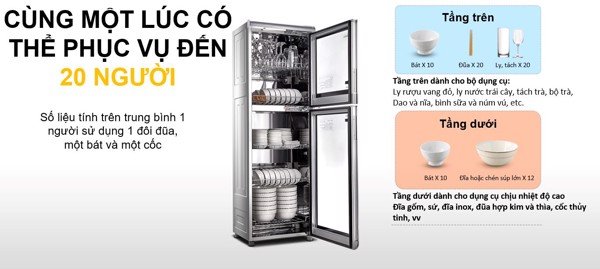 CÙNG MỘT LÚC CÓ
THỂ PHỤC VỤ ĐẾN
20 NGƯỜI
Số liệu tính trên trung bình 1
người sử dụng 1 đôi đũa,
một bát và một cốc
Tầng trên
Bát X 10
Đũa X 20
Ly, tách X 20
Tầng trên dành cho bộ dụng cụ:
Ly rượu vang đỏ, ly nước trái cây, tách trà, bộ trà,
Dao và nĩa, bình sữa và núm vú, etc.
Tầng dưới
Bát X 10
Đĩa hoặc chén súp lớn X 12
Tầng dưới dành cho dụng cụ chịu nhiệt độ cao
Đĩa gốm, sứ, đĩa inox, đũa hợp kim và thìa, cốc thủy
tinh, vv